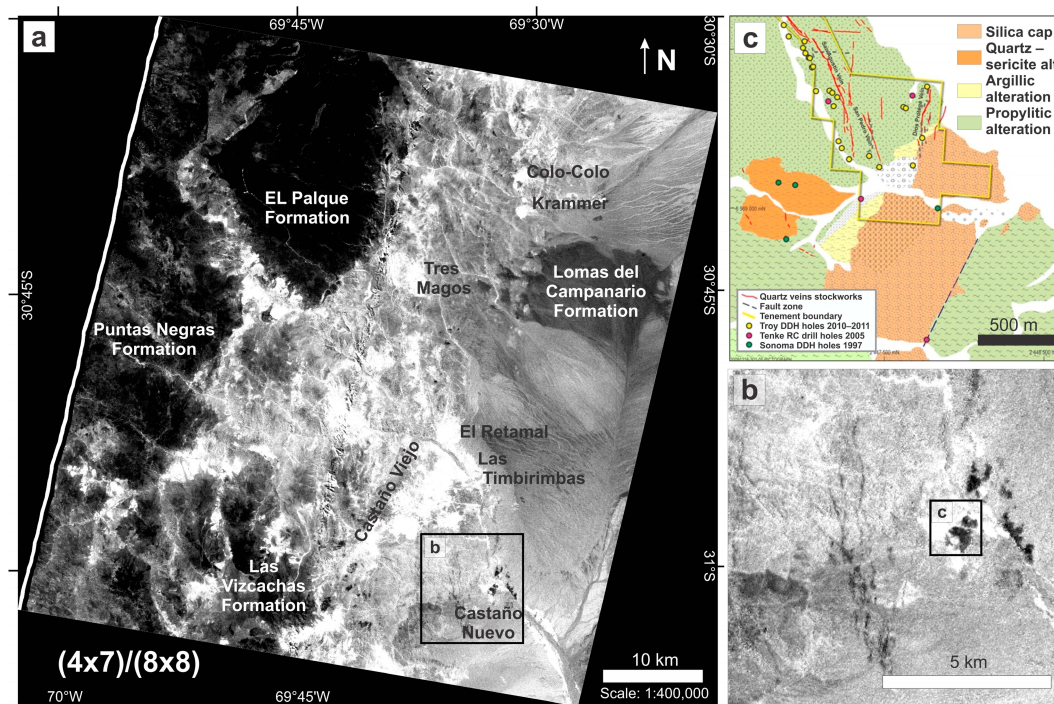 69°45'W
69°30'W
a
N
30°30'S
EL Palque
Formation
Colo-Colo
Krammer
Tres
Magos
Lomas del
Campanario
Formation
30°45'S
30°45'S
Puntas Negras
Formation
El Retamal
Las
Timbirimbas
Castaño Viejo
b
Las
Vizcachas
Formation
Castaño
Nuevo
31°S
(4x7)/(8x8)
10 km
Scale: 1:400,000
70°W
69°45'W
c
Silica cap
Quartz –
sericite alt
Argillic
alteration
Propylitic
alteration
San Pedro Vein
Quartz veins stockworks
Fault zone
Tenement boundary
Troy DDH holes 2010–2011
Tenke RC drill holes 2005
Sonoma DDH holes 1997
500 m
b
c
5 km